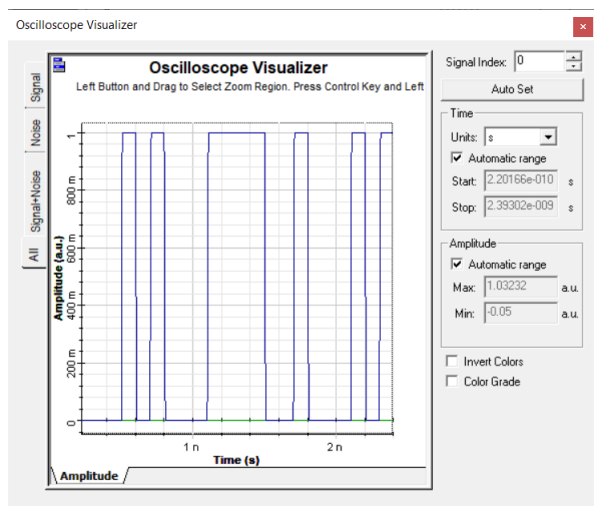 Oscilloscope Visualizer
×
Signal
Noise
Signal+Noise
All
Oscilloscope Visualizer
Left Button and Drag to Select Zoom Region. Press Control Key and Left
Amplitude (a.u.)
1
800 m
600 m
400 m
200 m
0
1 n
2 n
Time (s)
Amplitude
Signal Index: 0
Auto Set
Time
Units: s
Automatic range
Start: 2.20166e-010 s
Stop: 2.39302e-009 s
Amplitude
Automatic range
Max: 1.03232 a.u.
Min: -0.05 a.u.
Invert Colors
Color Grade